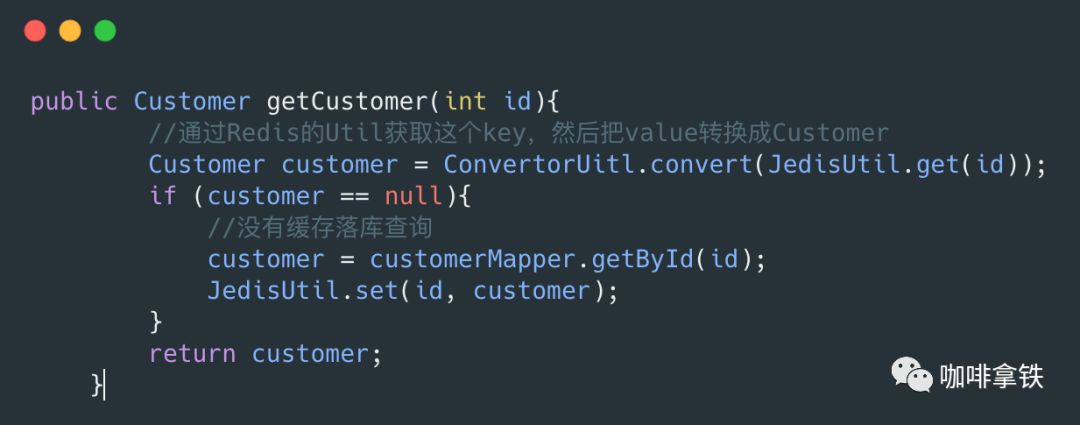 public Customer getCustomer(int id){
//通过Redis的Util获取这个key，然后把value转换成Customer
Customer customer = ConvertorUitl.convert(JedisUtil.get(id));
if (customer == null){
//没有缓存落库查询
customer = customerMapper.getById(id);
JedisUtil.set(id, customer);
}
return customer;
}
咖啡拿铁